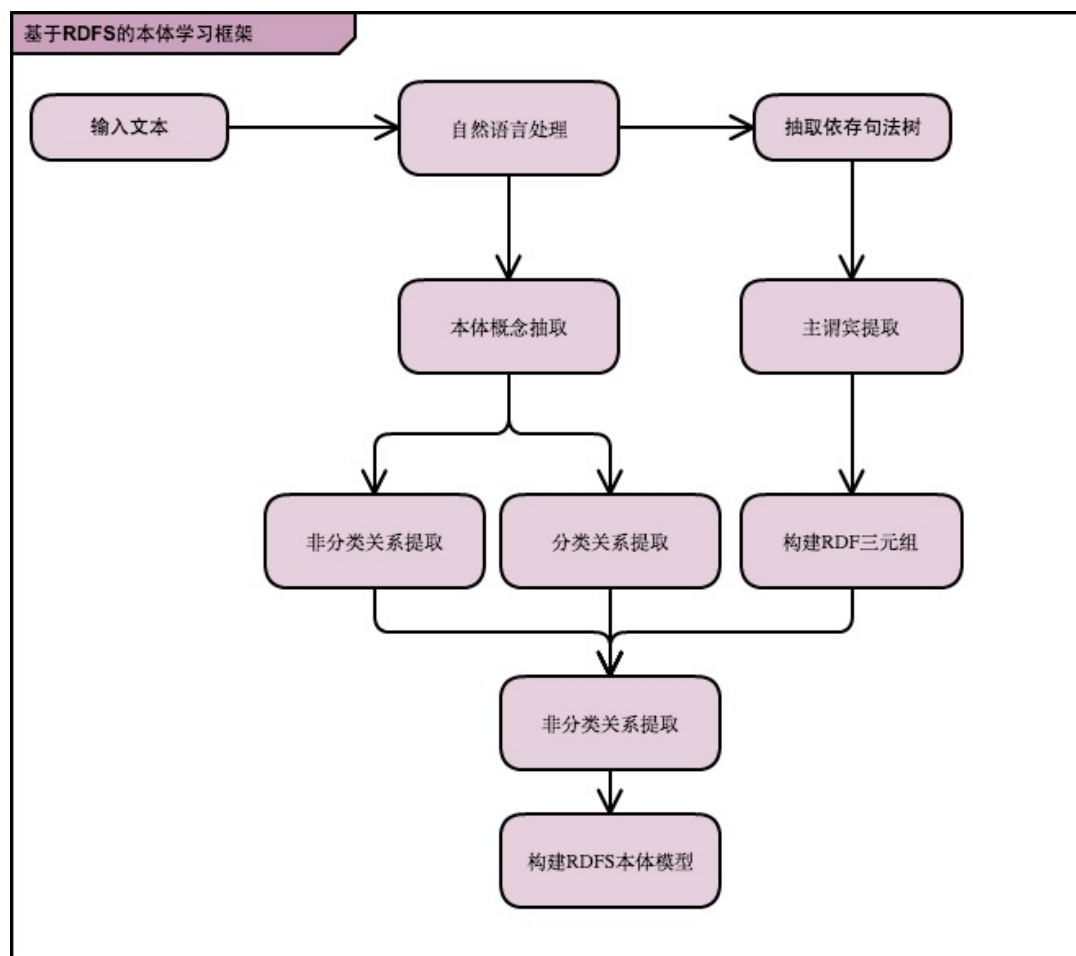 基于RDFS的本体学习框架
输入文本
自然语言处理
抽取依存句法树
本体概念抽取
主谓宾提取
非分类关系提取
分类关系提取
构建RDF三元组
非分类关系提取
构建RDFS本体模型